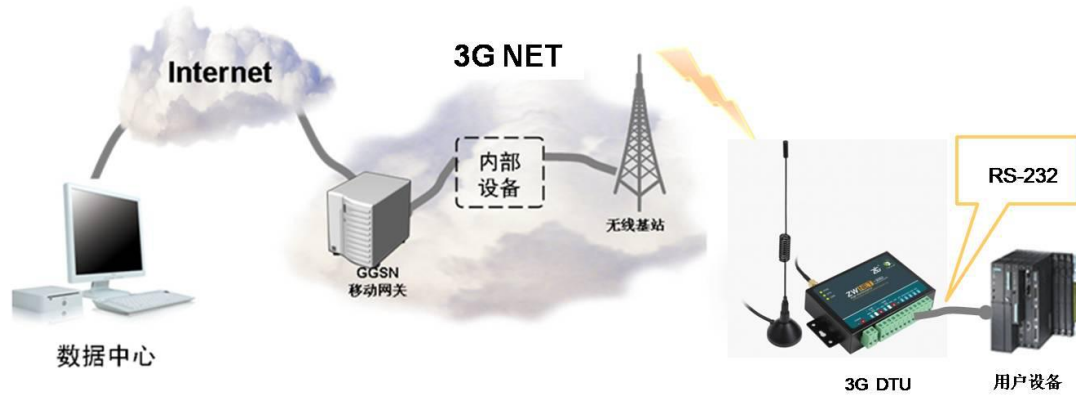 Internet
3G NET
内部
设备
无线基站
GGSN
移动网关
数据中心
RS-232
3G DTU
用户设备